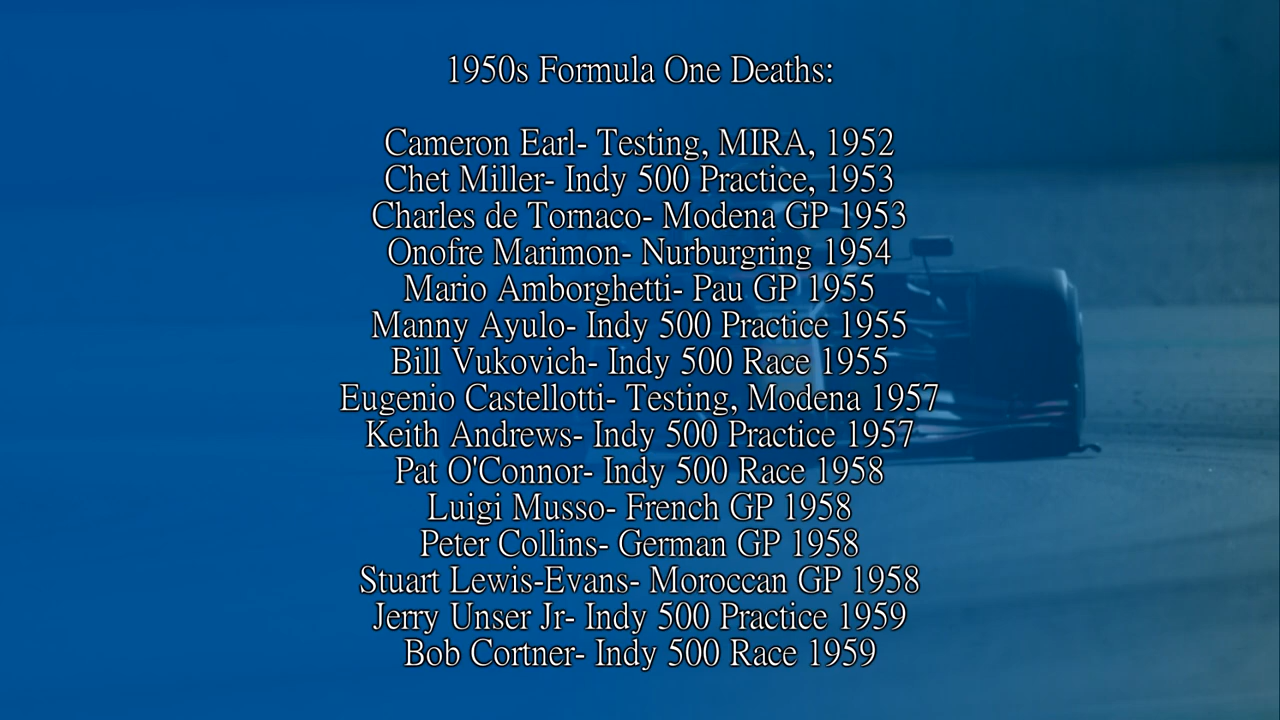 1950s Formula One Deaths:
Cameron Earl- Testing, MIRA, 1952
Chet Miller- Indy 500 Practice, 1953
Charles de Tornaco- Modena GP 1953
Onofre Marimon- Nurburgring 1954
Mario Amborghetti- Pau GP 1955
Manny Ayulo- Indy 500 Practice 1955
Bill Vukovich- Indy 500 Race 1955
Eugenio Castellotti- Testing, Modena 1957
Keith Andrews- Indy 500 Practice 1957
Pat O'Connor- Indy 500 Race 1958
Luigi Musso- French GP 1958
Peter Collins- German GP 1958
Stuart Lewis-Evans- Moroccan GP 1958
Jerry Unser Jr- Indy 500 Practice 1959
Bob Cortner- Indy 500 Race 1959